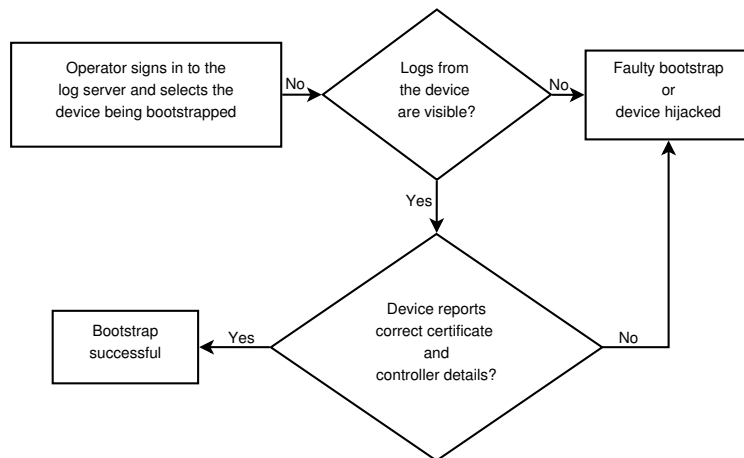 Operator signs in to the
log server and selects the
device being bootstrapped
No
Logs from
the device
are visible?
No
Faulty bootstrap
or
device hijacked
Yes
Device reports
correct certificate
and
controller details?
Yes
Bootstrap
successful
No